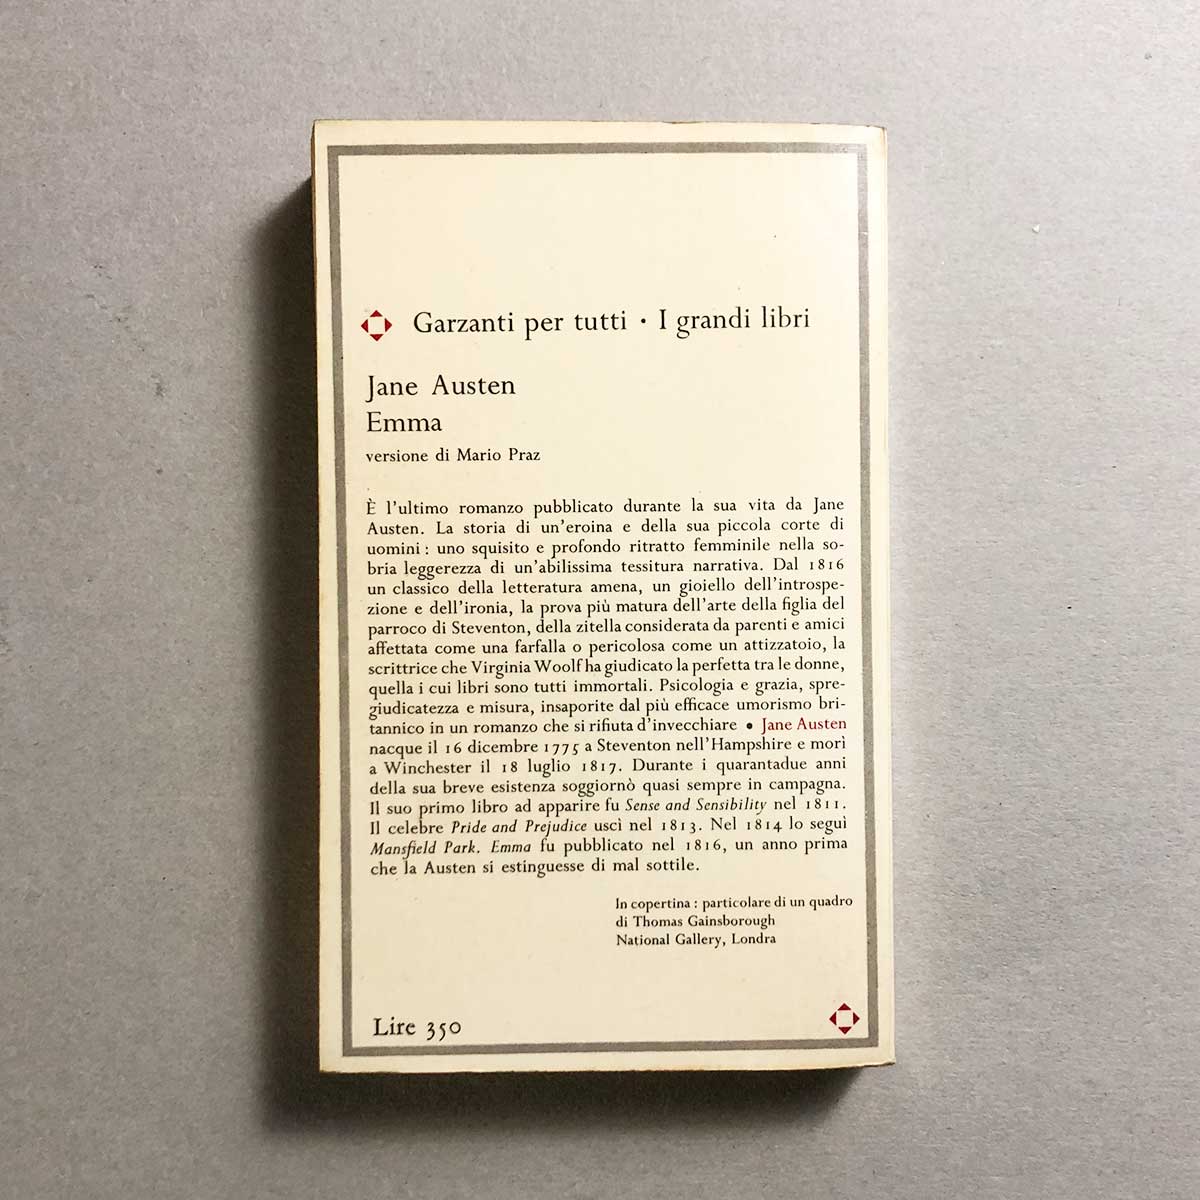 Garzanti per tutti · I grandi libri
Jane Austen
Emma
versione di Mario Praz
È l'ultimo romanzo pubblicato durante la sua vita da Jane
Austen. La storia di un'eroina e della sua piccola corte di
uomini : uno squisito e profondo ritratto femminile nella so-
bria leggerezza di un'abilissima tessitura narrativa. Dal 1816
un classico della letteratura amena, un gioiello dell'introspe-
zione e dell'ironia, la prova più matura dell'arte della figlia del
parroco di Steventon, della zitella considerata da parenti e amici
affettata come una farfalla o pericolosa come un attizzatoio, la
scrittrice che Virginia Woolf ha giudicato la perfetta tra le donne,
quella i cui libri sono tutti immortali. Psicologia e grazia, spre-
giudicatezza e misura, insaporite dal più efficace umorismo bri-
tannico in un romanzo che si rifiuta d'invecchiare • Jane Austen
nacque il 16 dicembre 1775 a Steventon nell'Hampshire e morì
a Winchester il 18 luglio 1817. Durante i quarantadue anni
della sua breve esistenza soggiornò quasi sempre in campagna.
Il suo primo libro ad apparire fu Sense and Sensibility nel 1811.
Il celebre Pride and Prejudice uscì nel 1813. Nel 1814 lo seguì
Mansfield Park. Emma fu pubblicato nel 1816, un anno prima
che la Austen si estinguesse di mal sottile.
In copertina : particolare di un quadro
di Thomas Gainsborough
National Gallery, Londra
Lire 350